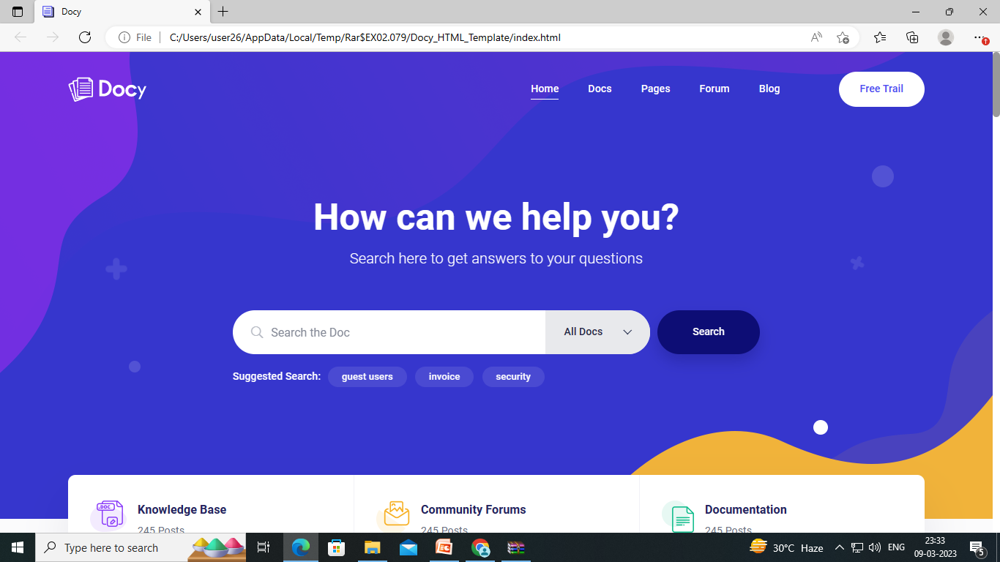 Docy
File
C:/Users/user26/AppData/Local/Temp/Rar$EX02.079/Docy_HTML_Template/index.html
Docy
Home
Docs
Pages
Forum
Blog
Free Trail
How can we help you?
Search here to get answers to your questions
Search the Doc
All Docs
Search
Suggested Search:
guest users
invoice
security
.DOC
Knowledge Base
245 Posts
Community Forums
245 Posts
Documentation
245 Posts
Type here to search
30°C Haze
ENG
23:33
09-03-2023
5